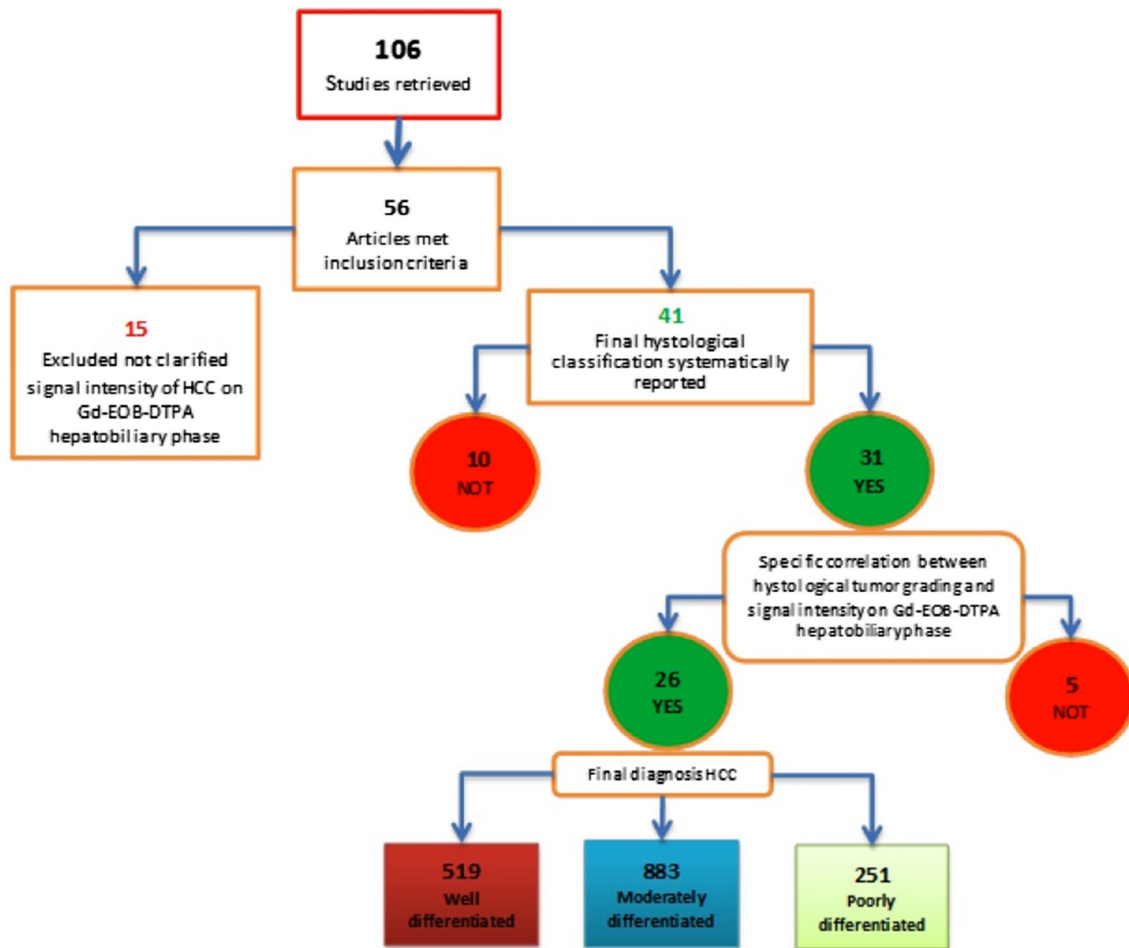 106
Studies retrieved
56
Articles met
inclusion criteria
15
Excluded not clarified
signal intensity of HCC on
Gd-EOB-DTPA
hepatobiliary phase
41
Final hystological
classification systematically
reported
10
NOT
31
YES
Specific correlation between
hystological tumor grading and
signal intensity on Gd-EOB-DTPA
hepatobiliary phase
26
YES
5
NOT
Final diagnosis HCC
519
Well
differentiated
883
Moderately
differentiated
251
Poorly
differentiated